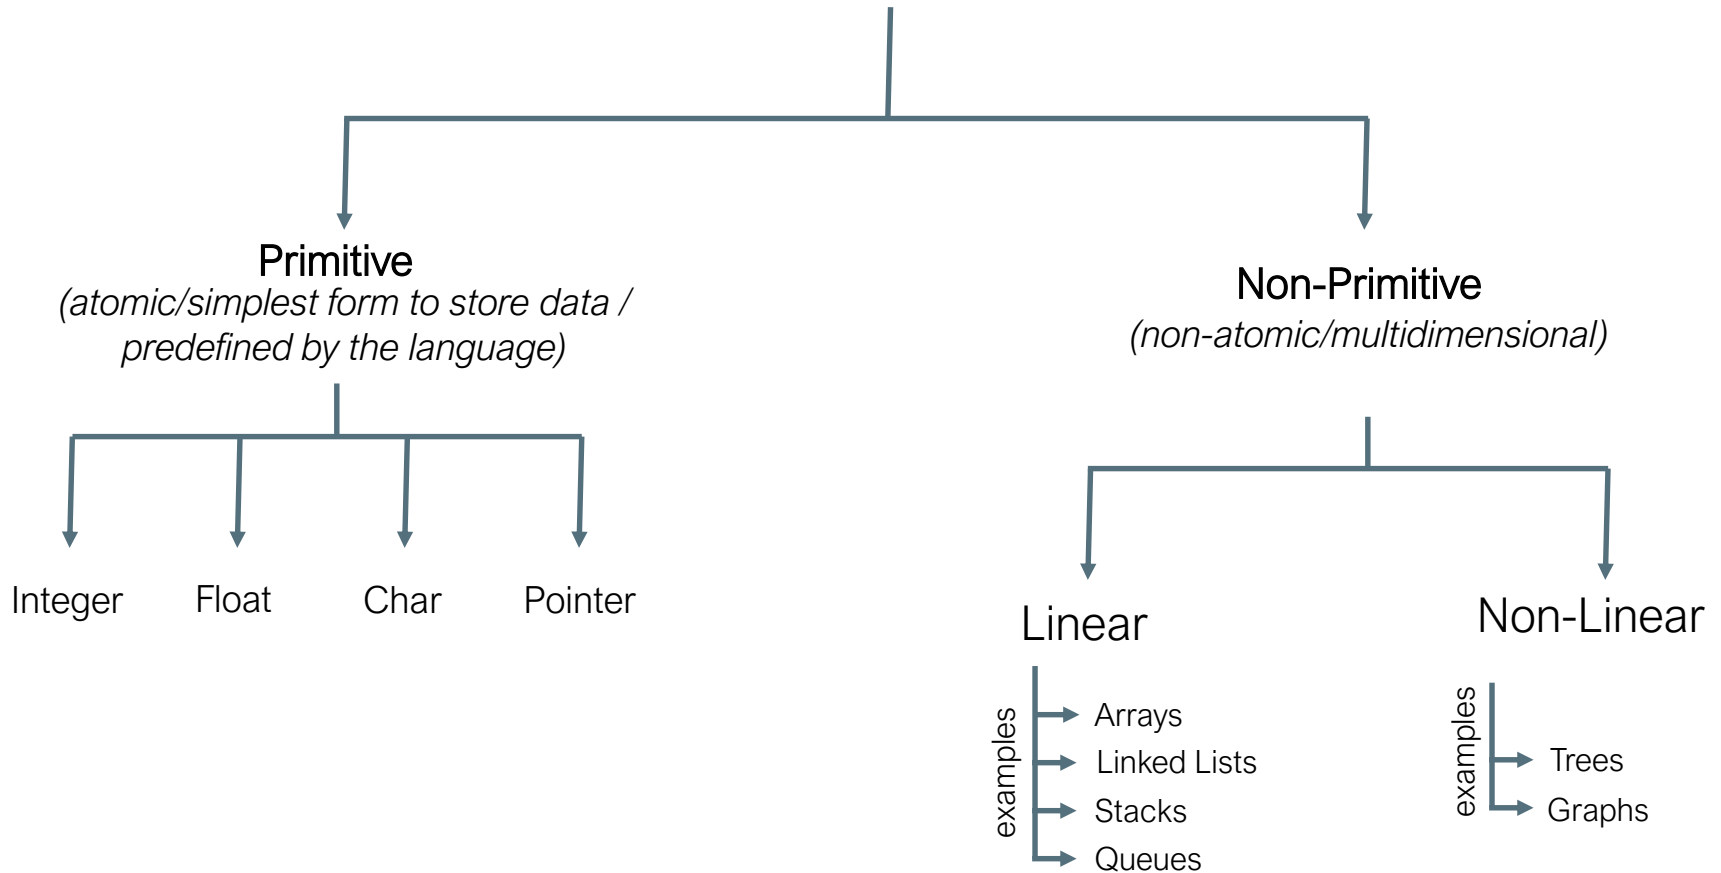 Primitive
(atomic/simplest form to store data /
predefined by the language)
Non-Primitive
(non-atomic/multidimensional)
Integer
Float
Char
Pointer
Linear
examples
Arrays
Linked Lists
Stacks
Queues
Non-Linear
examples
Trees
Graphs